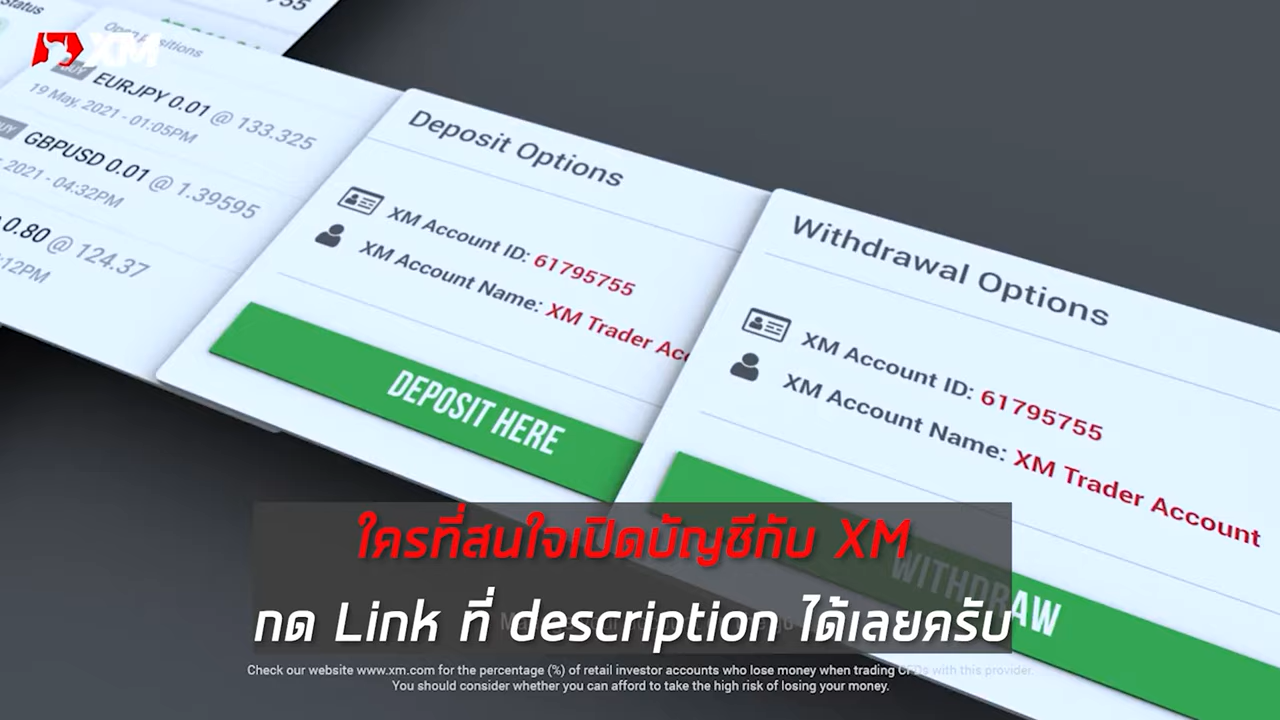 Status
XM
Open Positions
BUY EURJPY 0.01 @ 133.325
19 May, 2021 - 01:05PM
BUY GBPUSD 0.01 @ 1.39595
2021 - 04:32PM
0.80 @ 124.37
12PM
Deposit Options
XM Account ID: 61795755
XM Account Name: XM Trader Acc
DEPOSIT HERE
Withdrawal Options
XM Account ID: 61795755
XM Account Name: XM Trader Account
WITHDRAW
ใครที่สนใจเปิดบัญชีกับ XM
กด Link ที่ description ได้เลยครับ
Check our website www.xm.com for the percentage (%) of retail investor accounts who lose money when trading CFDs with this provider.
You should consider whether you can afford to take the high risk of losing your money.